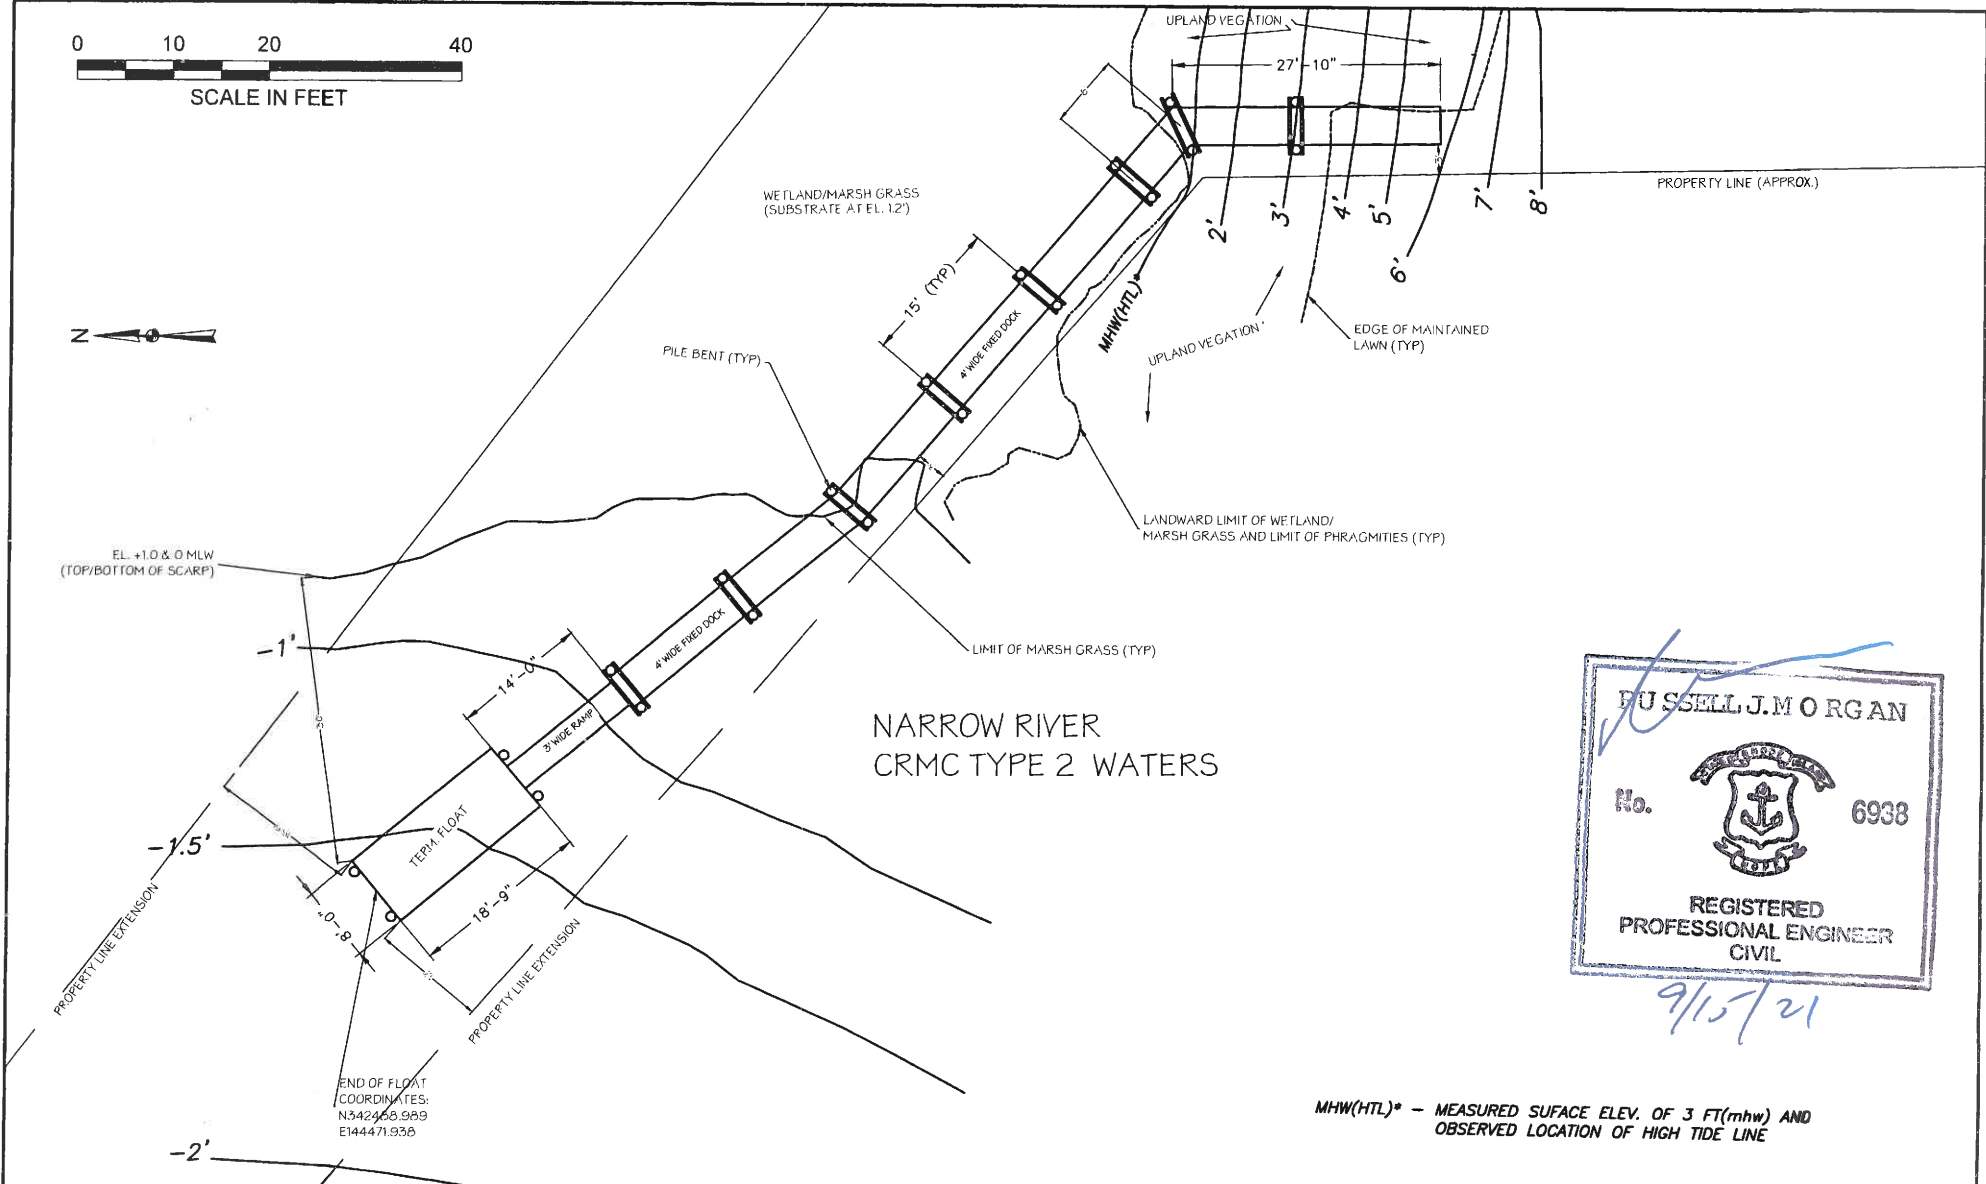 0 10 20 40
SCALE IN FEET
UPLAND VEGATION
27'-10"
6'
WETLAND/MARSH GRASS
(SUBSTRATE AT EL. 1.2')
PROPERTY LINE (APPROX.)
2'
3'
4'
5'
6'
7'
8'
15' (TYP)
MHW(HTL)*
N
PILE BENT (TYP)
4' WIDE FIXED DOCK
UPLAND VEGATION
EDGE OF MAINTAINED
LAWN (TYP)
LANDWARD LIMIT OF WETLAND/
MARSH GRASS AND LIMIT OF PHRAGMITIES (TYP)
EL. +1.0 & 0 MLW
(TOP/BOTTOM OF SCARP)
-1'
4' WIDE FIXED DOCK
LIMIT OF MARSH GRASS (TYP)
14'-0"
3' WIDE RAMP
NARROW RIVER
CRMC TYPE 2 WATERS
-1.5'
TERM. FLOAT
18'-9"
8'-0"
PROPERTY LINE EXTENSION
PROPERTY LINE EXTENSION
END OF FLOAT
COORDINATES:
N342458.989
E144471.938
-2'
RUSSELL J. MORGAN
No. 6938
REGISTERED
PROFESSIONAL ENGINEER
CIVIL
9/15/21
MHW(HTL)* - MEASURED SUFACE ELEV. OF 3 FT(mhw) AND
OBSERVED LOCATION OF HIGH TIDE LINE